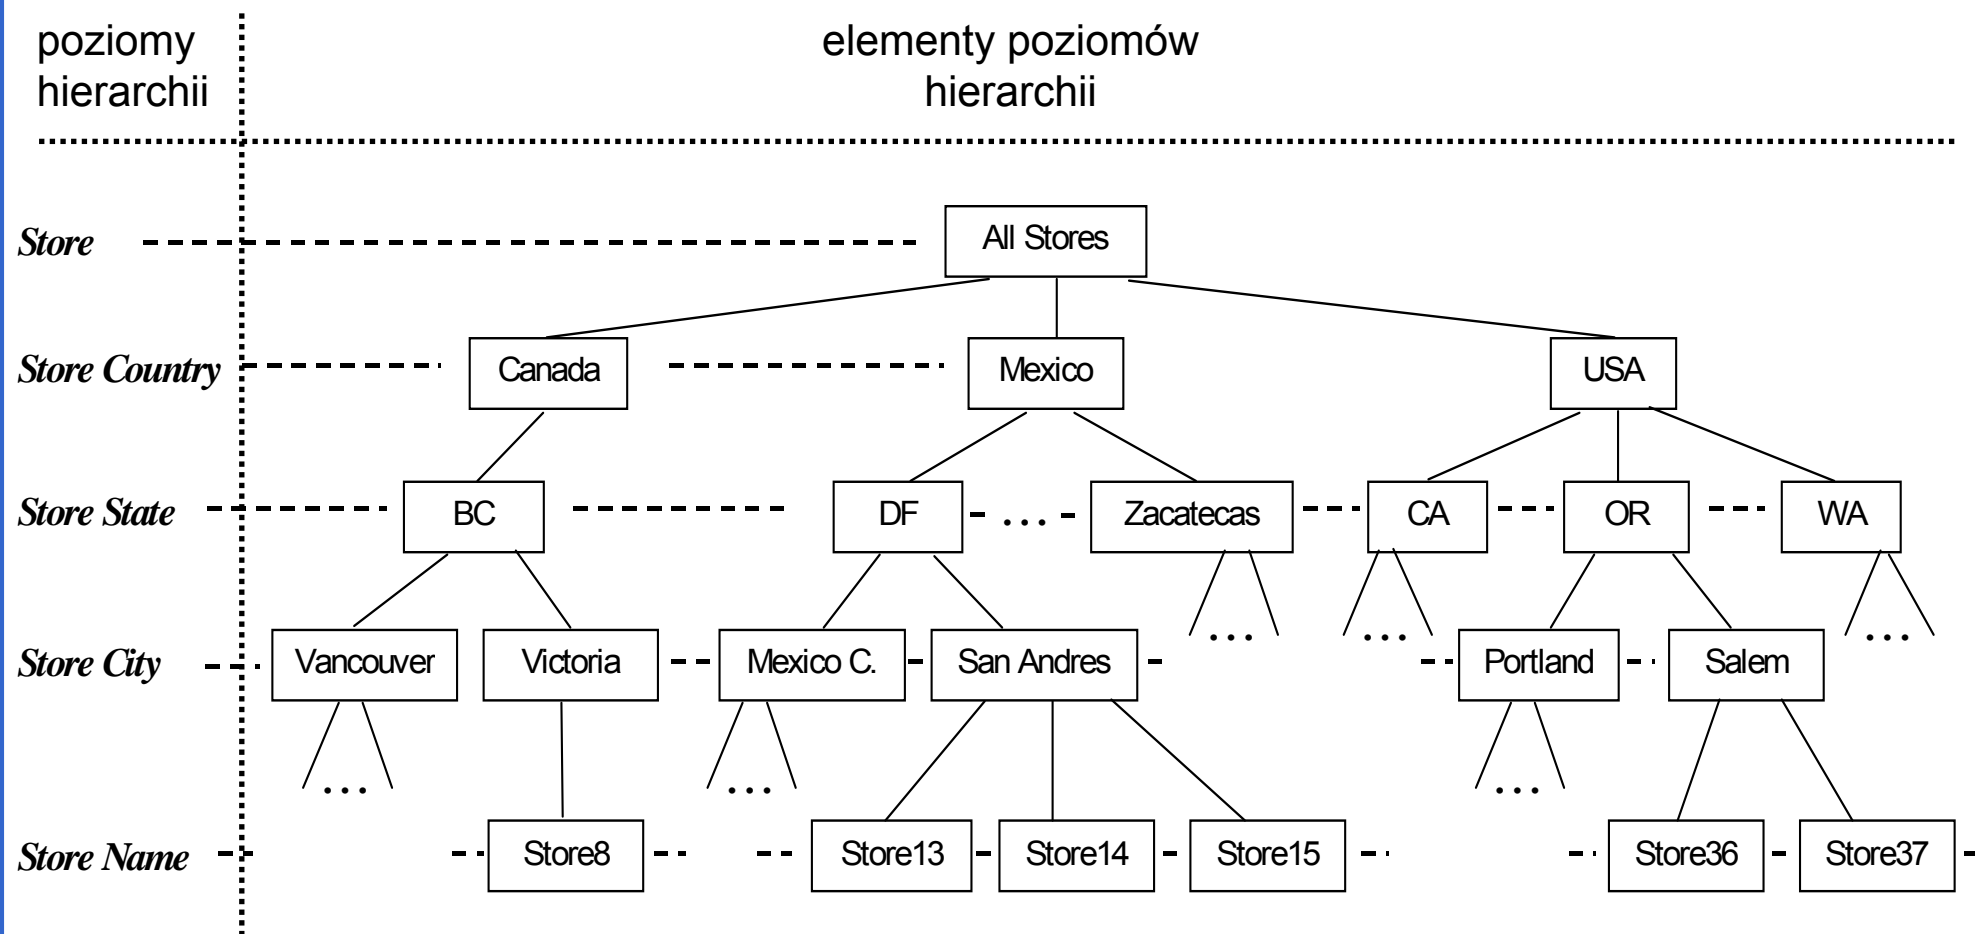 poziomy
hierarchii
elementy poziomów
hierarchii
Store
All Stores
Store Country
Canada
Mexico
USA
Store State
BC
DF
...
Zacatecas
CA
OR
WA
...
...
...
Store City
Vancouver
Victoria
Mexico C.
San Andres
Portland
Salem
...
...
...
Store Name
Store8
Store13
Store14
Store15
Store36
Store37